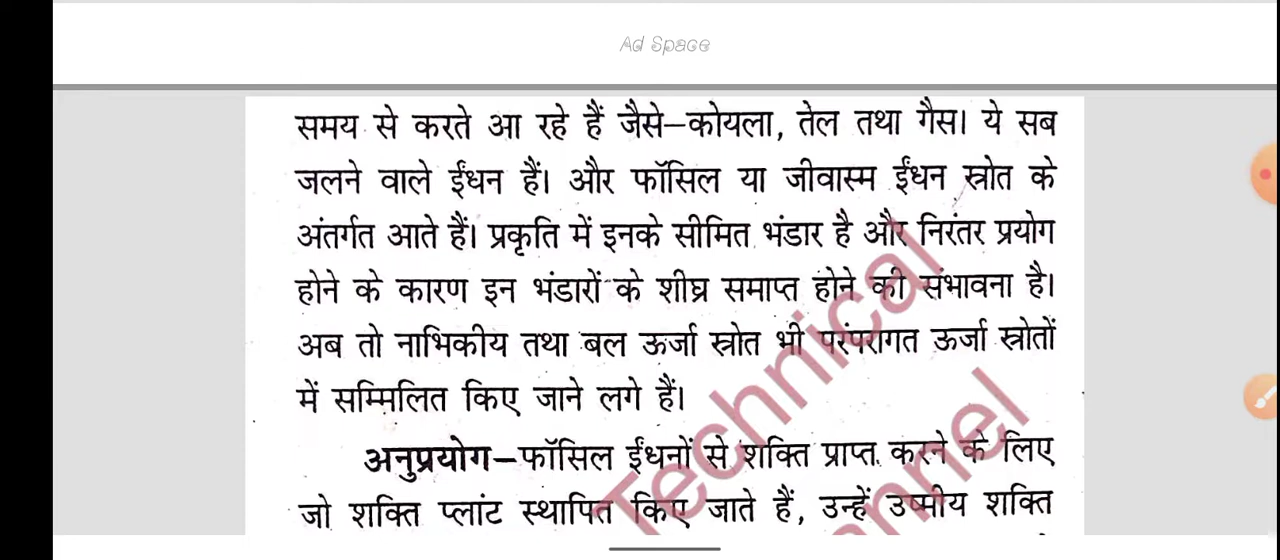 Ad Space
समय से करते आ रहे हैं जैसे–कोयला, तेल तथा गैस। ये सब
जलने वाले ईंधन हैं। और फॉसिल या जीवास्म ईंधन स्रोत के
अंतर्गत आते हैं। प्रकृति में इनके सीमित भंडार है और निरंतर प्रयोग
होने के कारण इन भंडारों के शीघ्र समाप्त होने की संभावना है।
अब तो नाभिकीय तथा बल ऊर्जा स्रोत भी परंपरागत ऊर्जा स्रोतों
में सम्मिलित किए जाने लगे हैं।
अनुप्रयोग–फॉसिल ईंधनों से शक्ति प्राप्त करने के लिए
जो शक्ति प्लांट स्थापित किए जाते हैं, उन्हें उष्मीय शक्ति
Technical